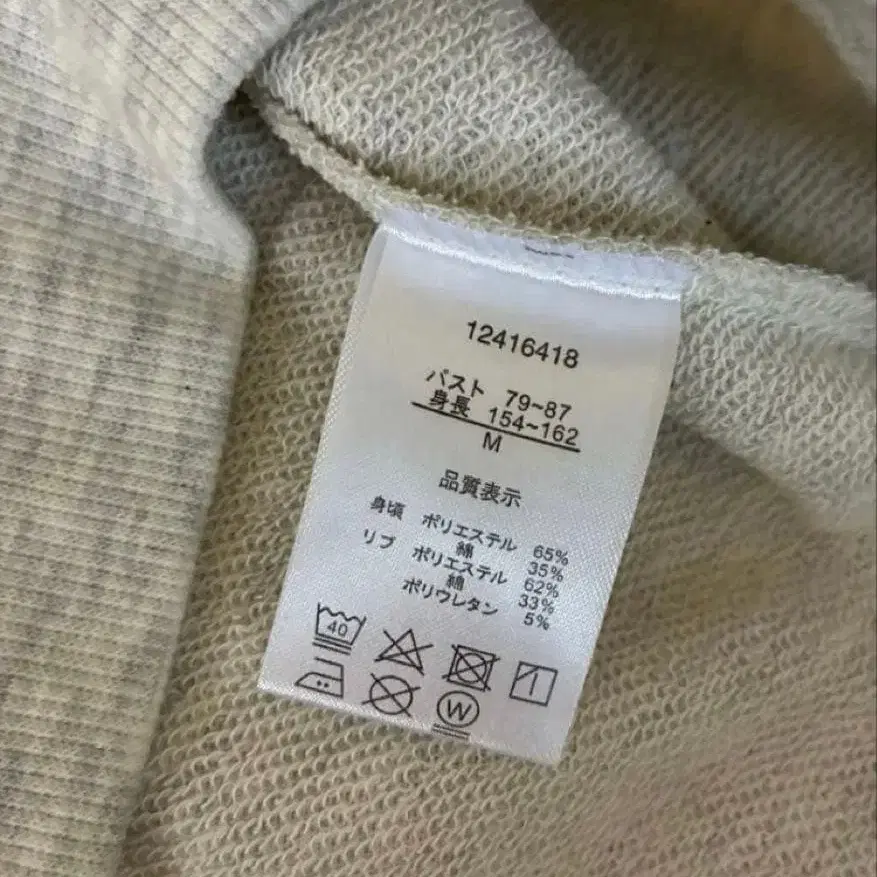 12416418
バスト 79~87
身長 154~162
M
品質表示
身頃 ポリエステル 65%
綿 35%
リブ ポリエステル 62%
綿 33%
ポリウレタン 5%
40
W